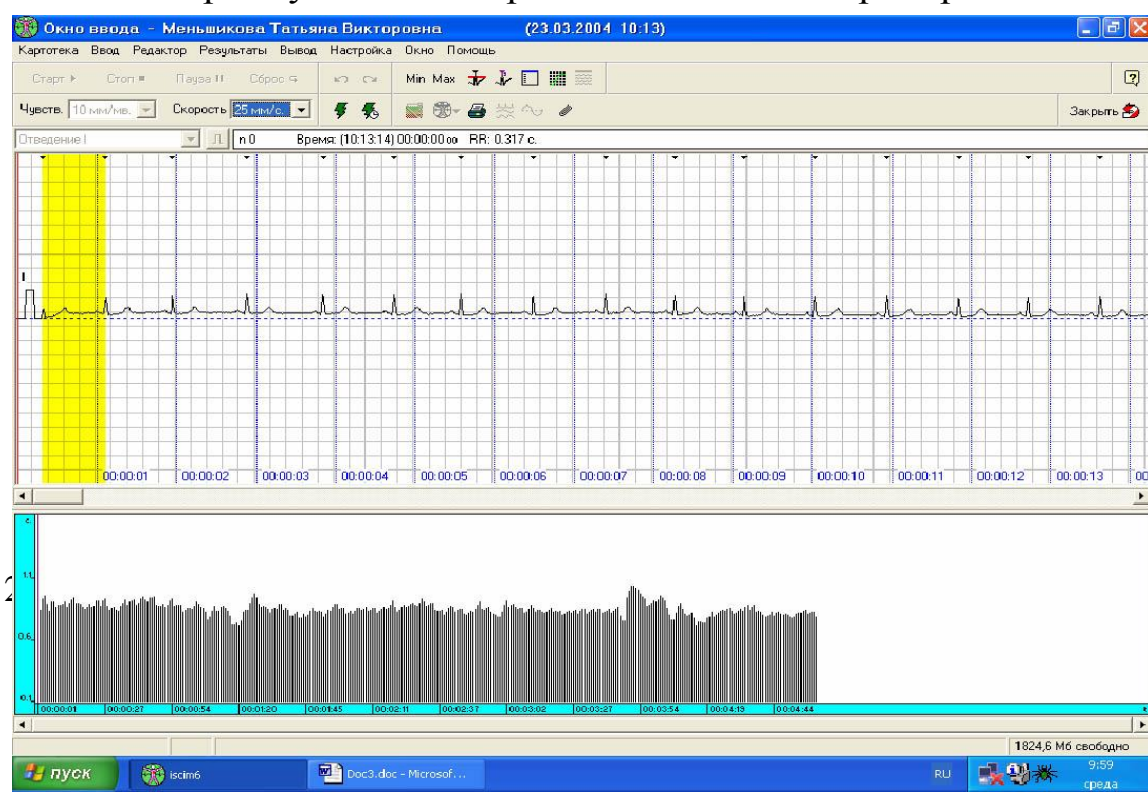 Окно ввода - Меньшикова Татьяна Викторовна (23.03.2004 10:13)
Картотека Ввод Редактор Результаты Вывод Настройка Окно Помощь
Старт Стоп Пауза Сброс Min Max
Чувств. 10 мм/мв. Скорость 25 мм/с. Закрыть
Отведение I n 0 Время: (10:13:14) 00:00:00 00 RR: 0.317 с.
I
00:00:01 00:00:02 00:00:03 00:00:04 00:00:05 00:00:06 00:00:07 00:00:08 00:00:09 00:00:10 00:00:11 00:00:12 00:00:13 00
с.
1.1
2
0.6
0.1
00:00:01 00:00:27 00:00:54 00:01:20 00:01:45 00:02:11 00:02:37 00:03:02 00:03:27 00:03:54 00:04:19 00:04:44
1824,6 Мб свободно
пуск iscim6 Doc3.doc - Microsof... RU 9:59
среда